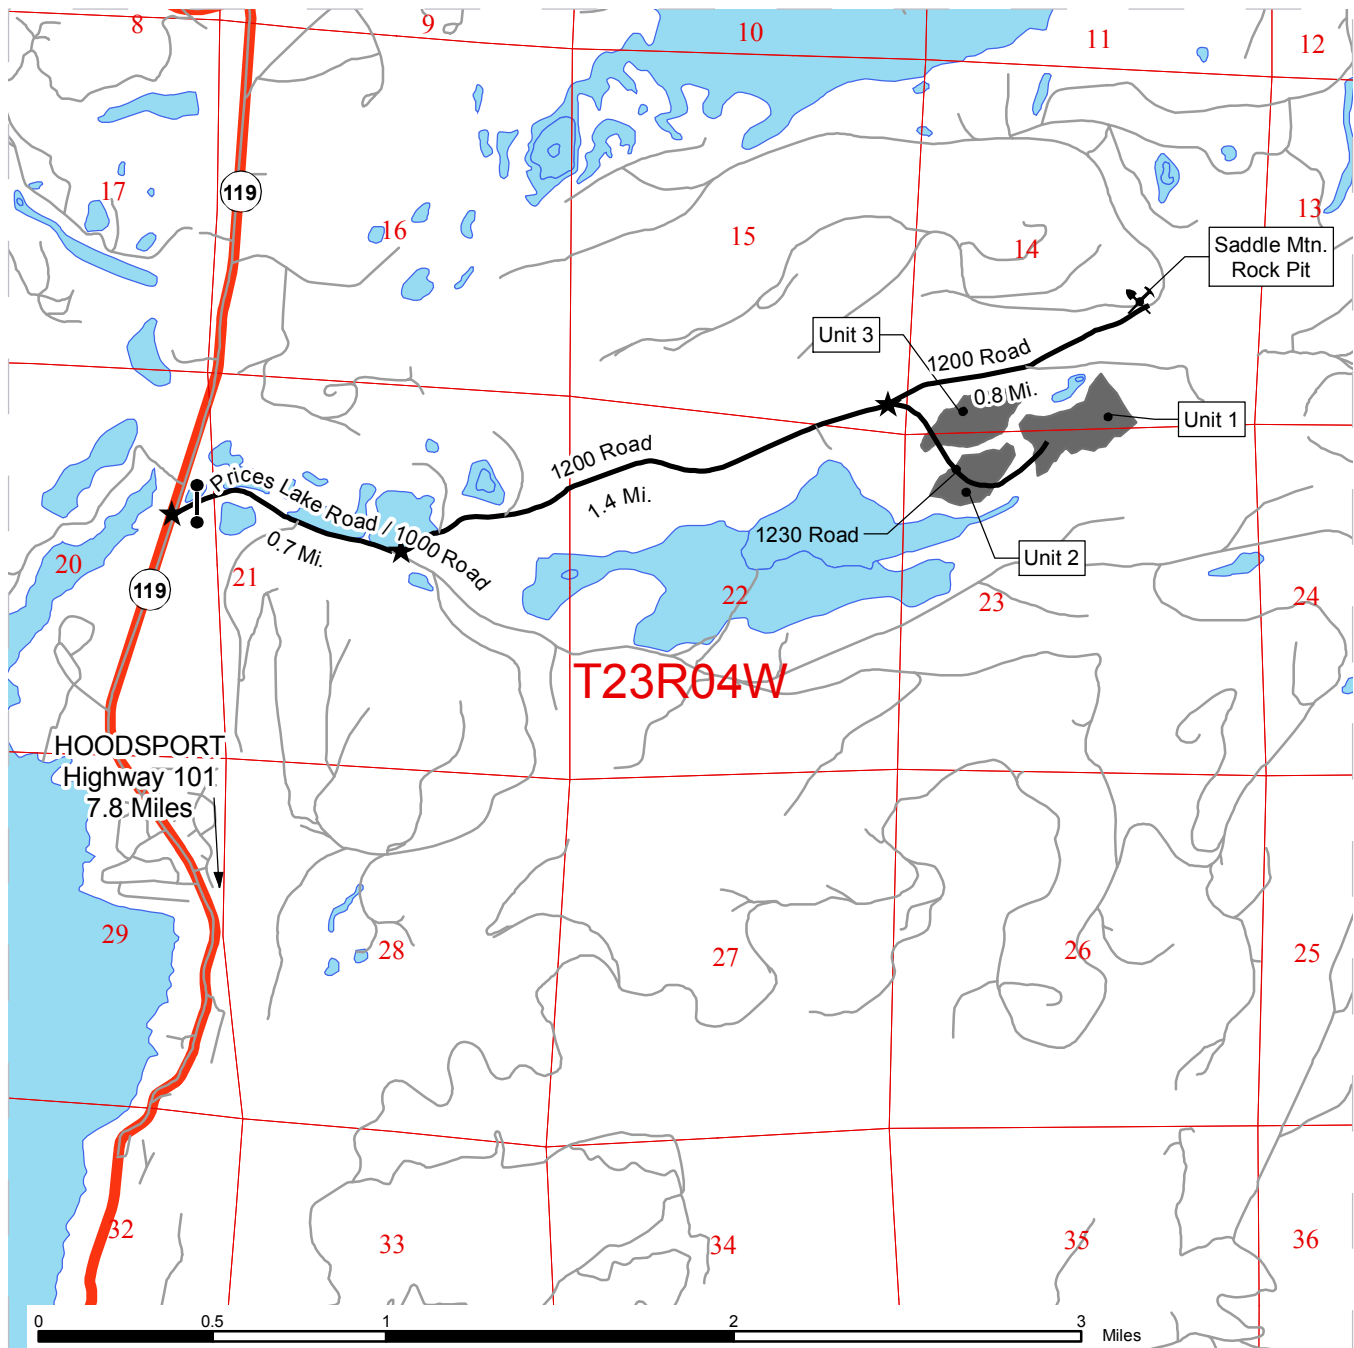 8
9
10
11
12
119
17
16
15
14
13
Saddle Mtn.
Rock Pit
Unit 3
1200 Road
0.8 Mi.
Unit 1
1200 Road
1.4 Mi.
Prices Lake Road / 1000 Road
0.7 Mi.
1230 Road
Unit 2
20
119
21
22
23
24
T23R04W
HOODSPORT
Highway 101
7.8 Miles
29
28
27
26
25
32
33
34
35
36
0
0.5
1
2
3
Miles